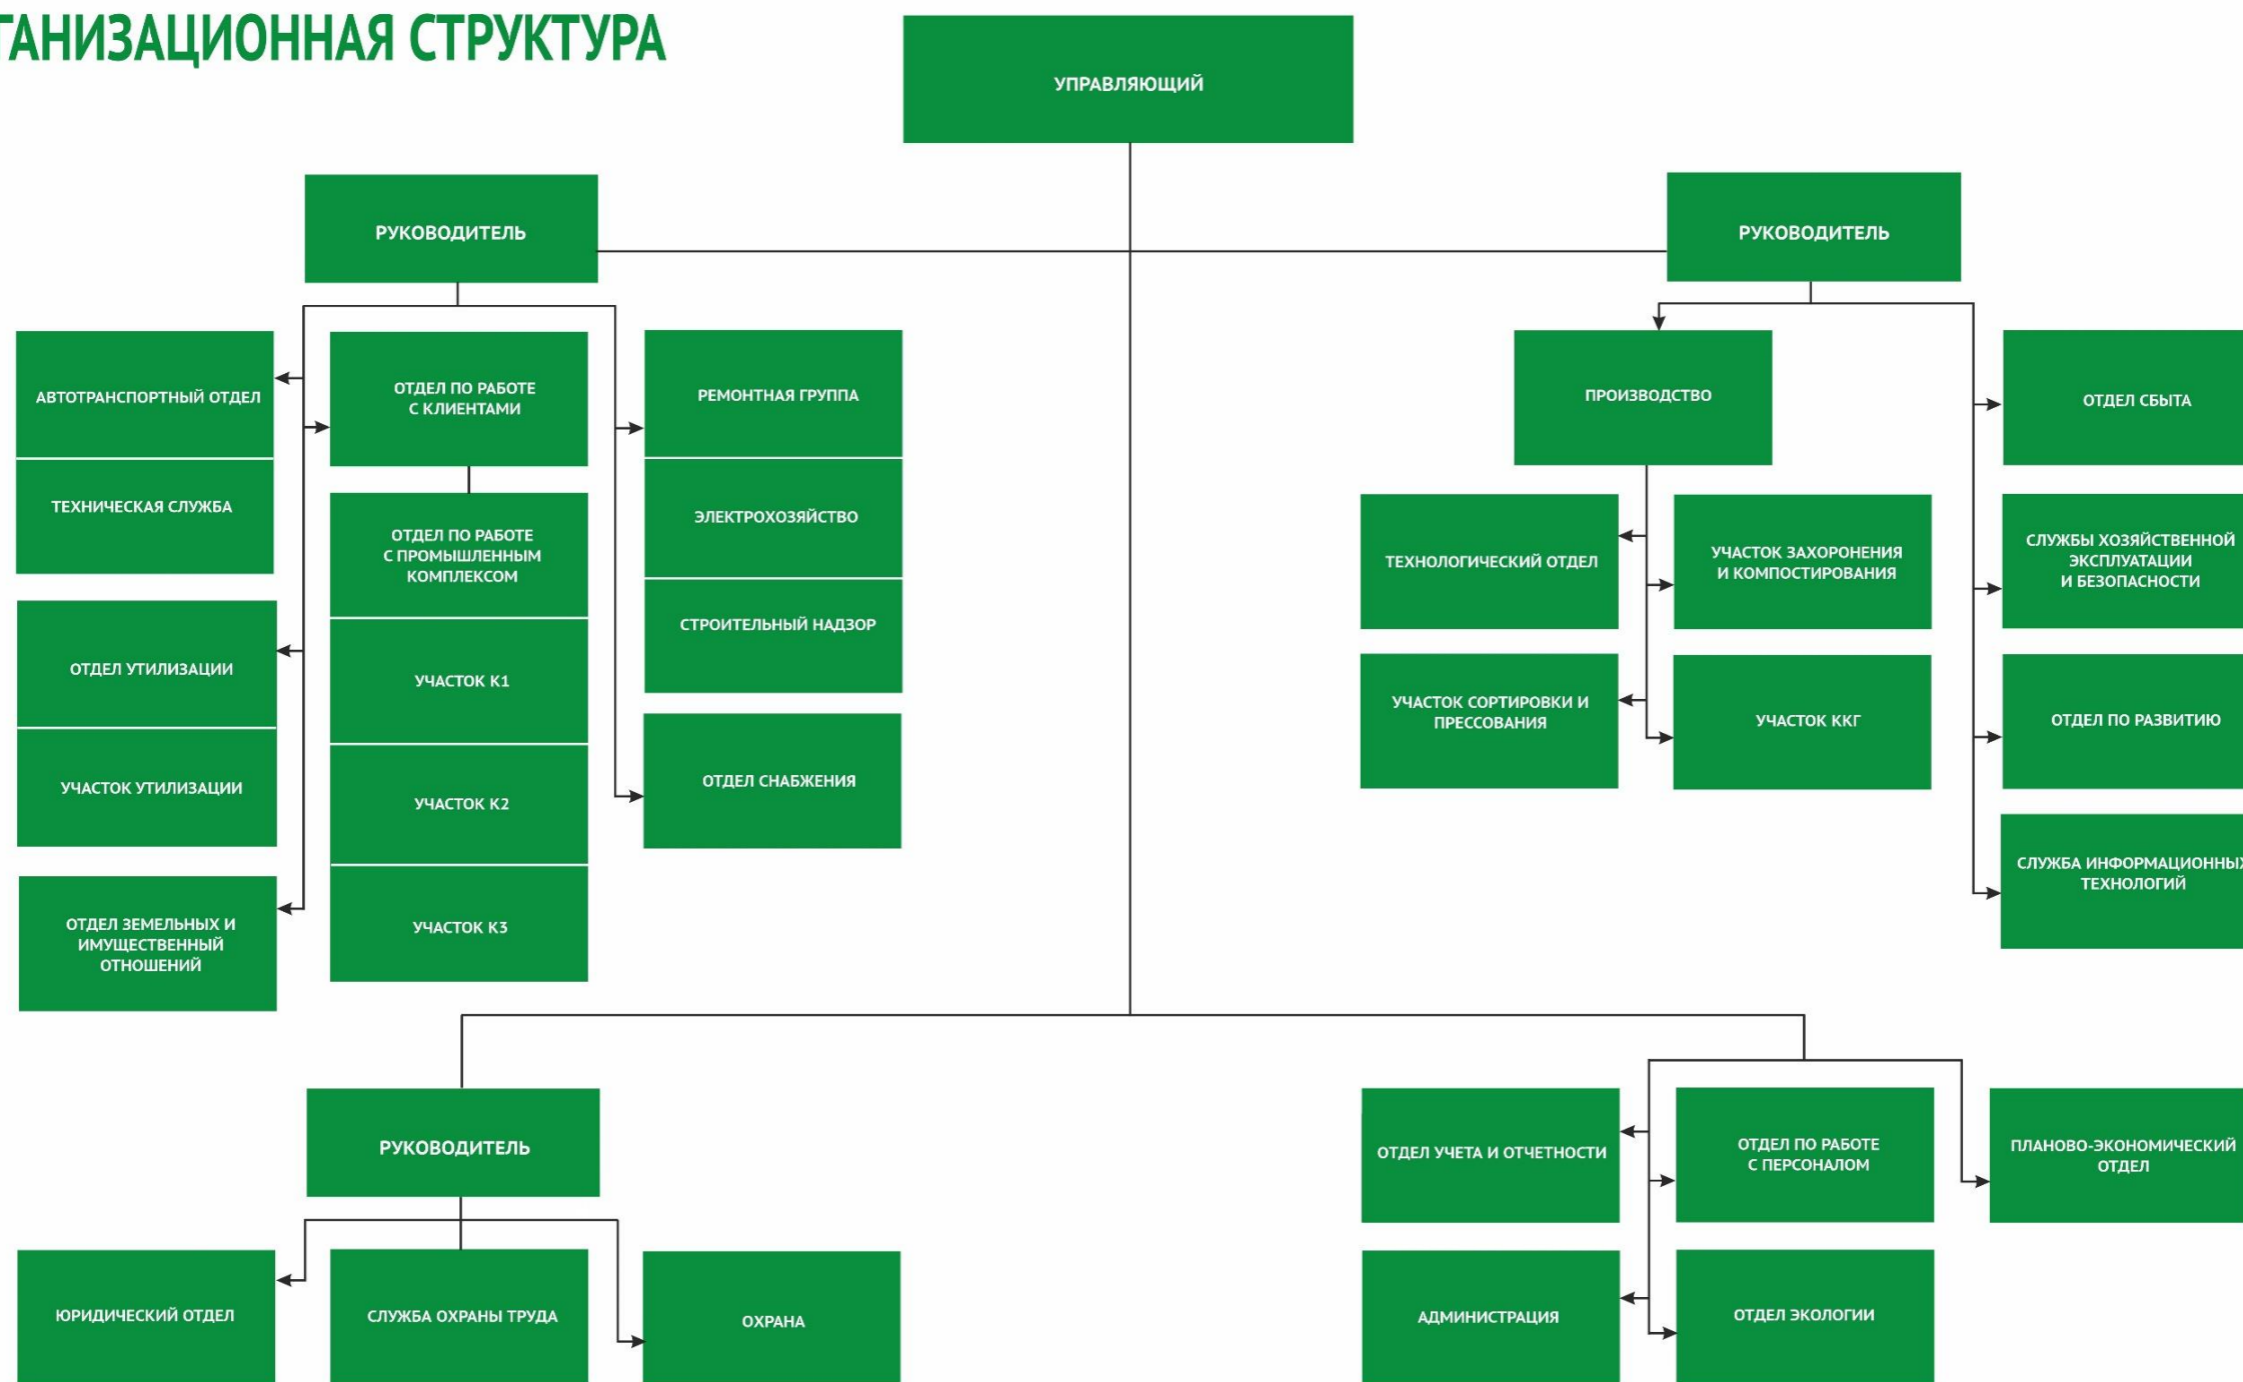 ГАНИЗАЦИОННАЯ СТРУКТУРА
УПРАВЛЯЮЩИЙ
РУКОВОДИТЕЛЬ
РУКОВОДИТЕЛЬ
АВТОТРАНСПОРТНЫЙ ОТДЕЛ
ТЕХНИЧЕСКАЯ СЛУЖБА
ОТДЕЛ УТИЛИЗАЦИИ
УЧАСТОК УТИЛИЗАЦИИ
ОТДЕЛ ЗЕМЕЛЬНЫХ И
ИМУЩЕСТВЕННЫЙ
ОТНОШЕНИЙ
ОТДЕЛ ПО РАБОТЕ
С КЛИЕНТАМИ
ОТДЕЛ ПО РАБОТЕ
С ПРОМЫШЛЕННЫМ
КОМПЛЕКСОМ
УЧАСТОК К1
УЧАСТОК К2
УЧАСТОК К3
РЕМОНТНАЯ ГРУППА
ЭЛЕКТРОХОЗЯЙСТВО
СТРОИТЕЛЬНЫЙ НАДЗОР
ОТДЕЛ СНАБЖЕНИЯ
ПРОИЗВОДСТВО
ТЕХНОЛОГИЧЕСКИЙ ОТДЕЛ
УЧАСТОК ЗАХОРОНЕНИЯ
И КОМПОСТИРОВАНИЯ
УЧАСТОК СОРТИРОВКИ И
ПРЕССОВАНИЯ
УЧАСТОК ККГ
ОТДЕЛ СБЫТА
СЛУЖБЫ ХОЗЯЙСТВЕННОЙ
ЭКСПЛУАТАЦИИ
И БЕЗОПАСНОСТИ
ОТДЕЛ ПО РАЗВИТИЮ
СЛУЖБА ИНФОРМАЦИОННЫХ
ТЕХНОЛОГИЙ
РУКОВОДИТЕЛЬ
ЮРИДИЧЕСКИЙ ОТДЕЛ
СЛУЖБА ОХРАНЫ ТРУДА
ОХРАНА
ОТДЕЛ УЧЕТА И ОТЧЕТНОСТИ
ОТДЕЛ ПО РАБОТЕ
С ПЕРСОНАЛОМ
ПЛАНОВО-ЭКОНОМИЧЕСКИЙ
ОТДЕЛ
АДМИНИСТРАЦИЯ
ОТДЕЛ ЭКОЛОГИИ